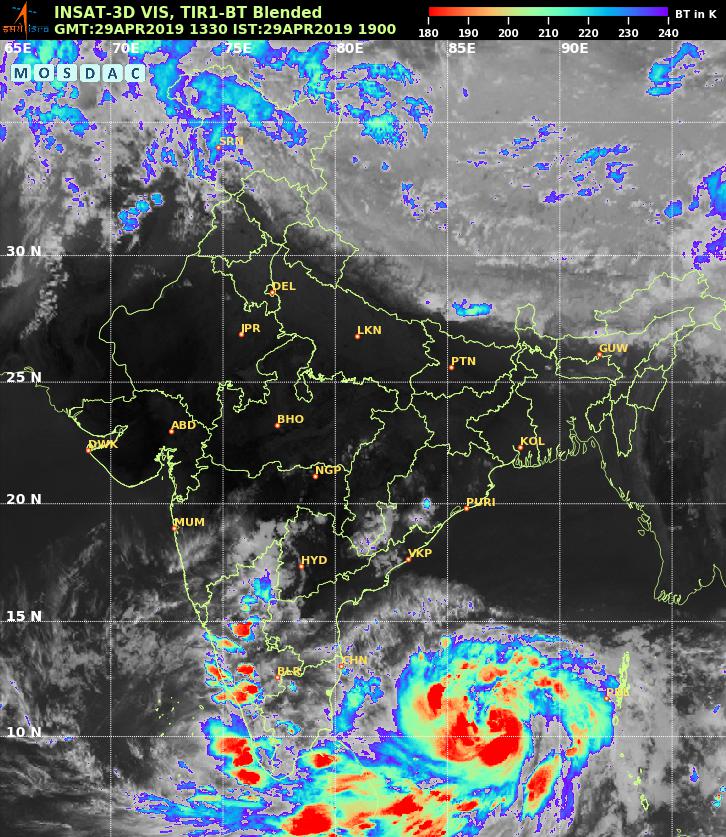 INSAT-3D VIS, TIR1-BT Blended
GMT:29APR2019 1330 IST:29APR2019 1900
BT in K
180 190 200 210 220 230 240
65E 70E 75E 80E 85E 90E
M O S D A C
SRN
30 N
DEL
JPR LKN
GUW
PTN
25 N
ABD BHO
DWK KOL
NGP
20 N PURI
MUM
VKP
HYD
15 N
CHN
BLR
10 N